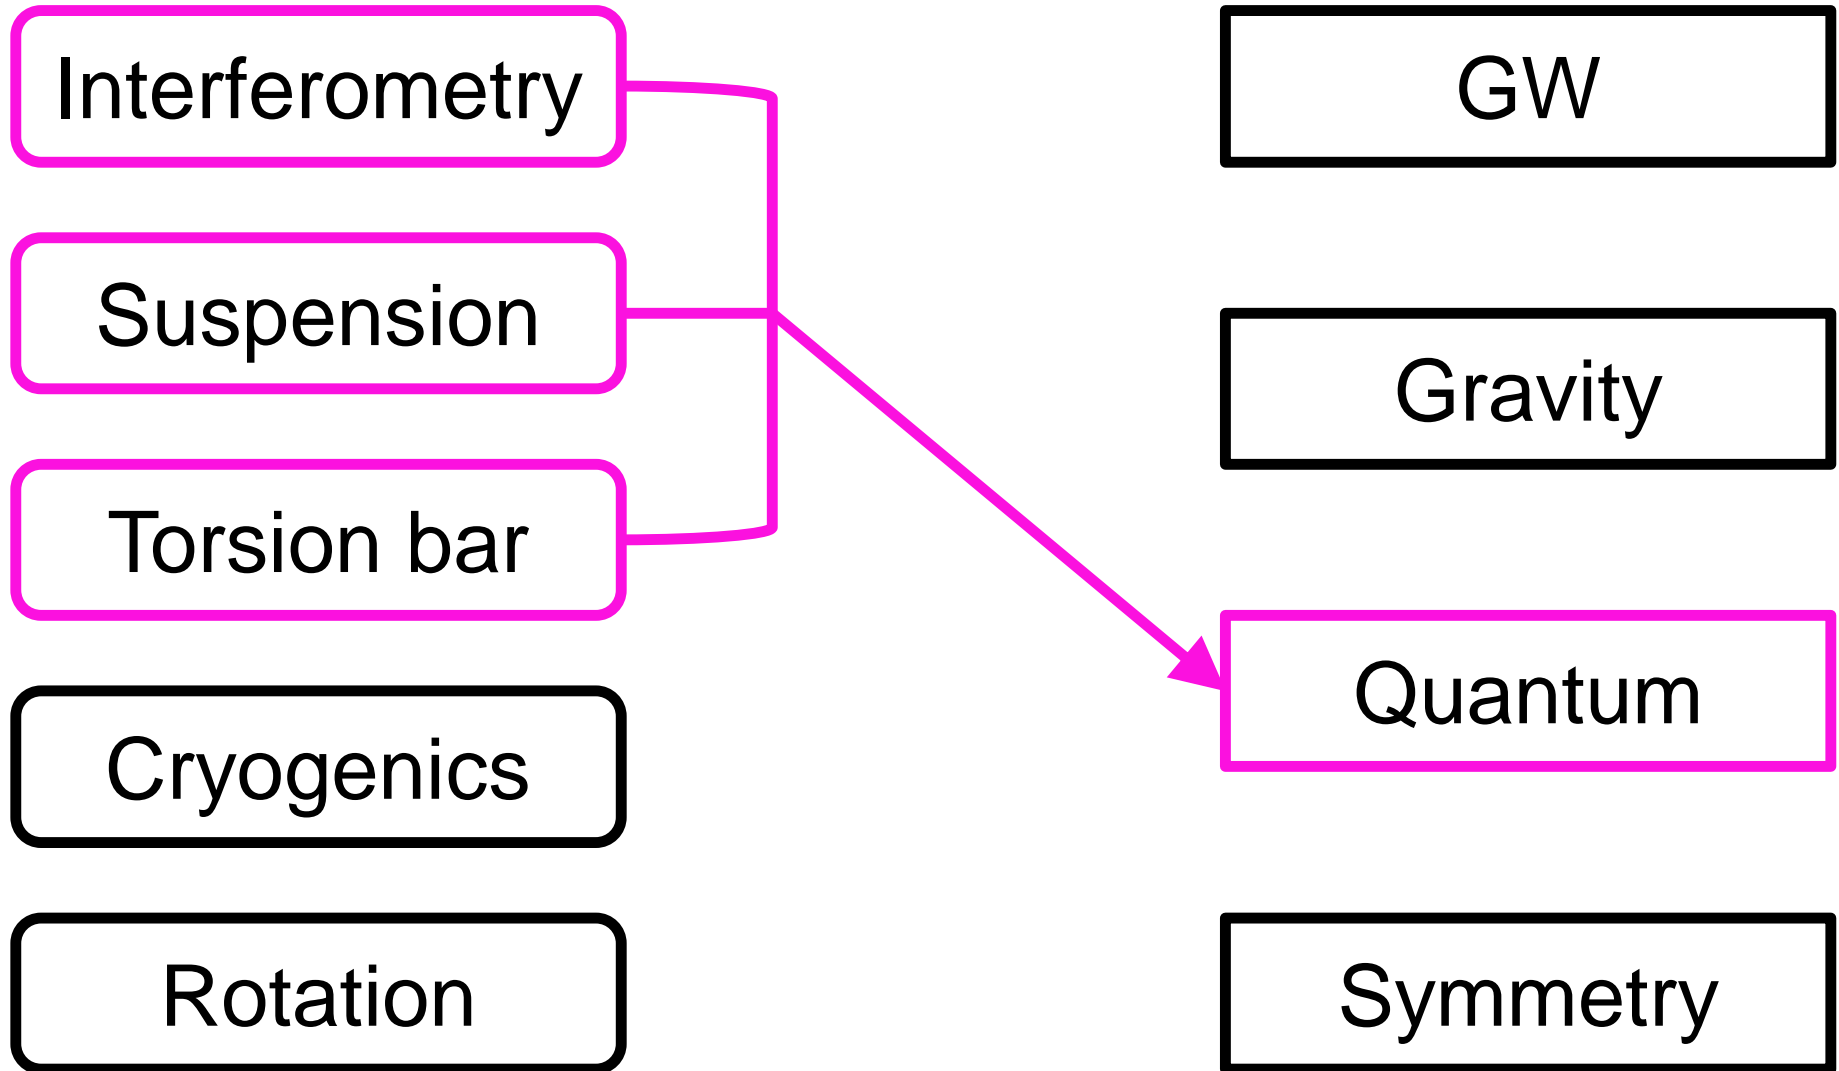 Interferometry
Suspension
Torsion bar
Cryogenics
Rotation
GW
Gravity
Quantum
Symmetry